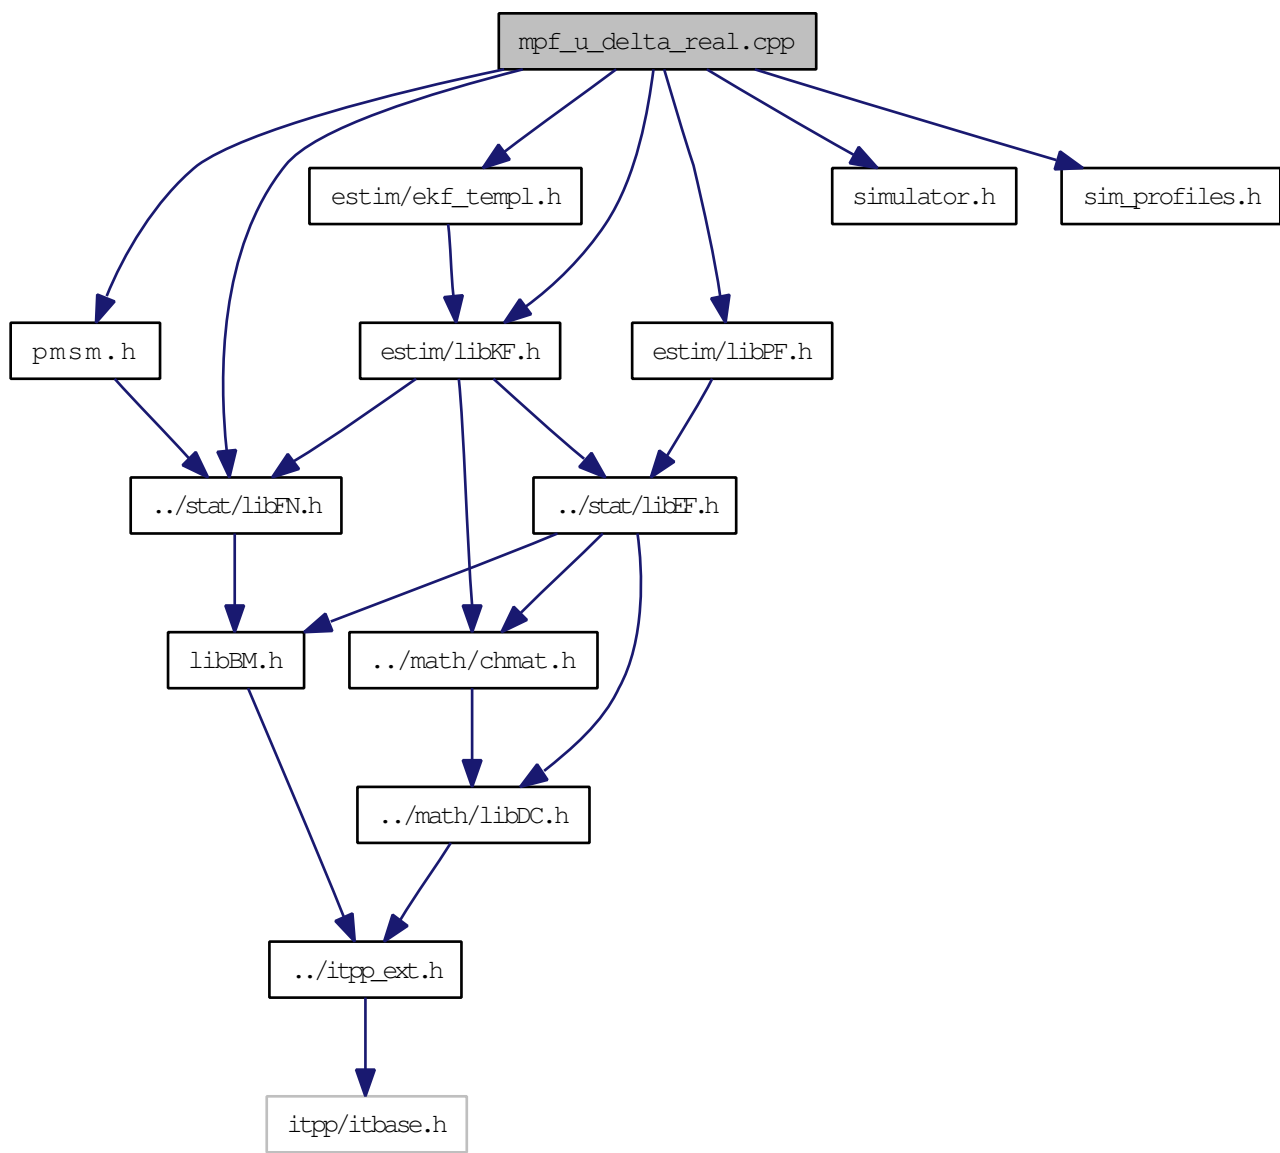 mpf_u_delta_real.cpp
estim/ekf_templ.h
simulator.h
sim_profiles.h
pmsm.h
estim/libKF.h
estim/libPF.h
../stat/libFN.h
../stat/libEF.h
libBM.h
../math/chmat.h
../math/libDC.h
../itpp_ext.h
itpp/itbase.h